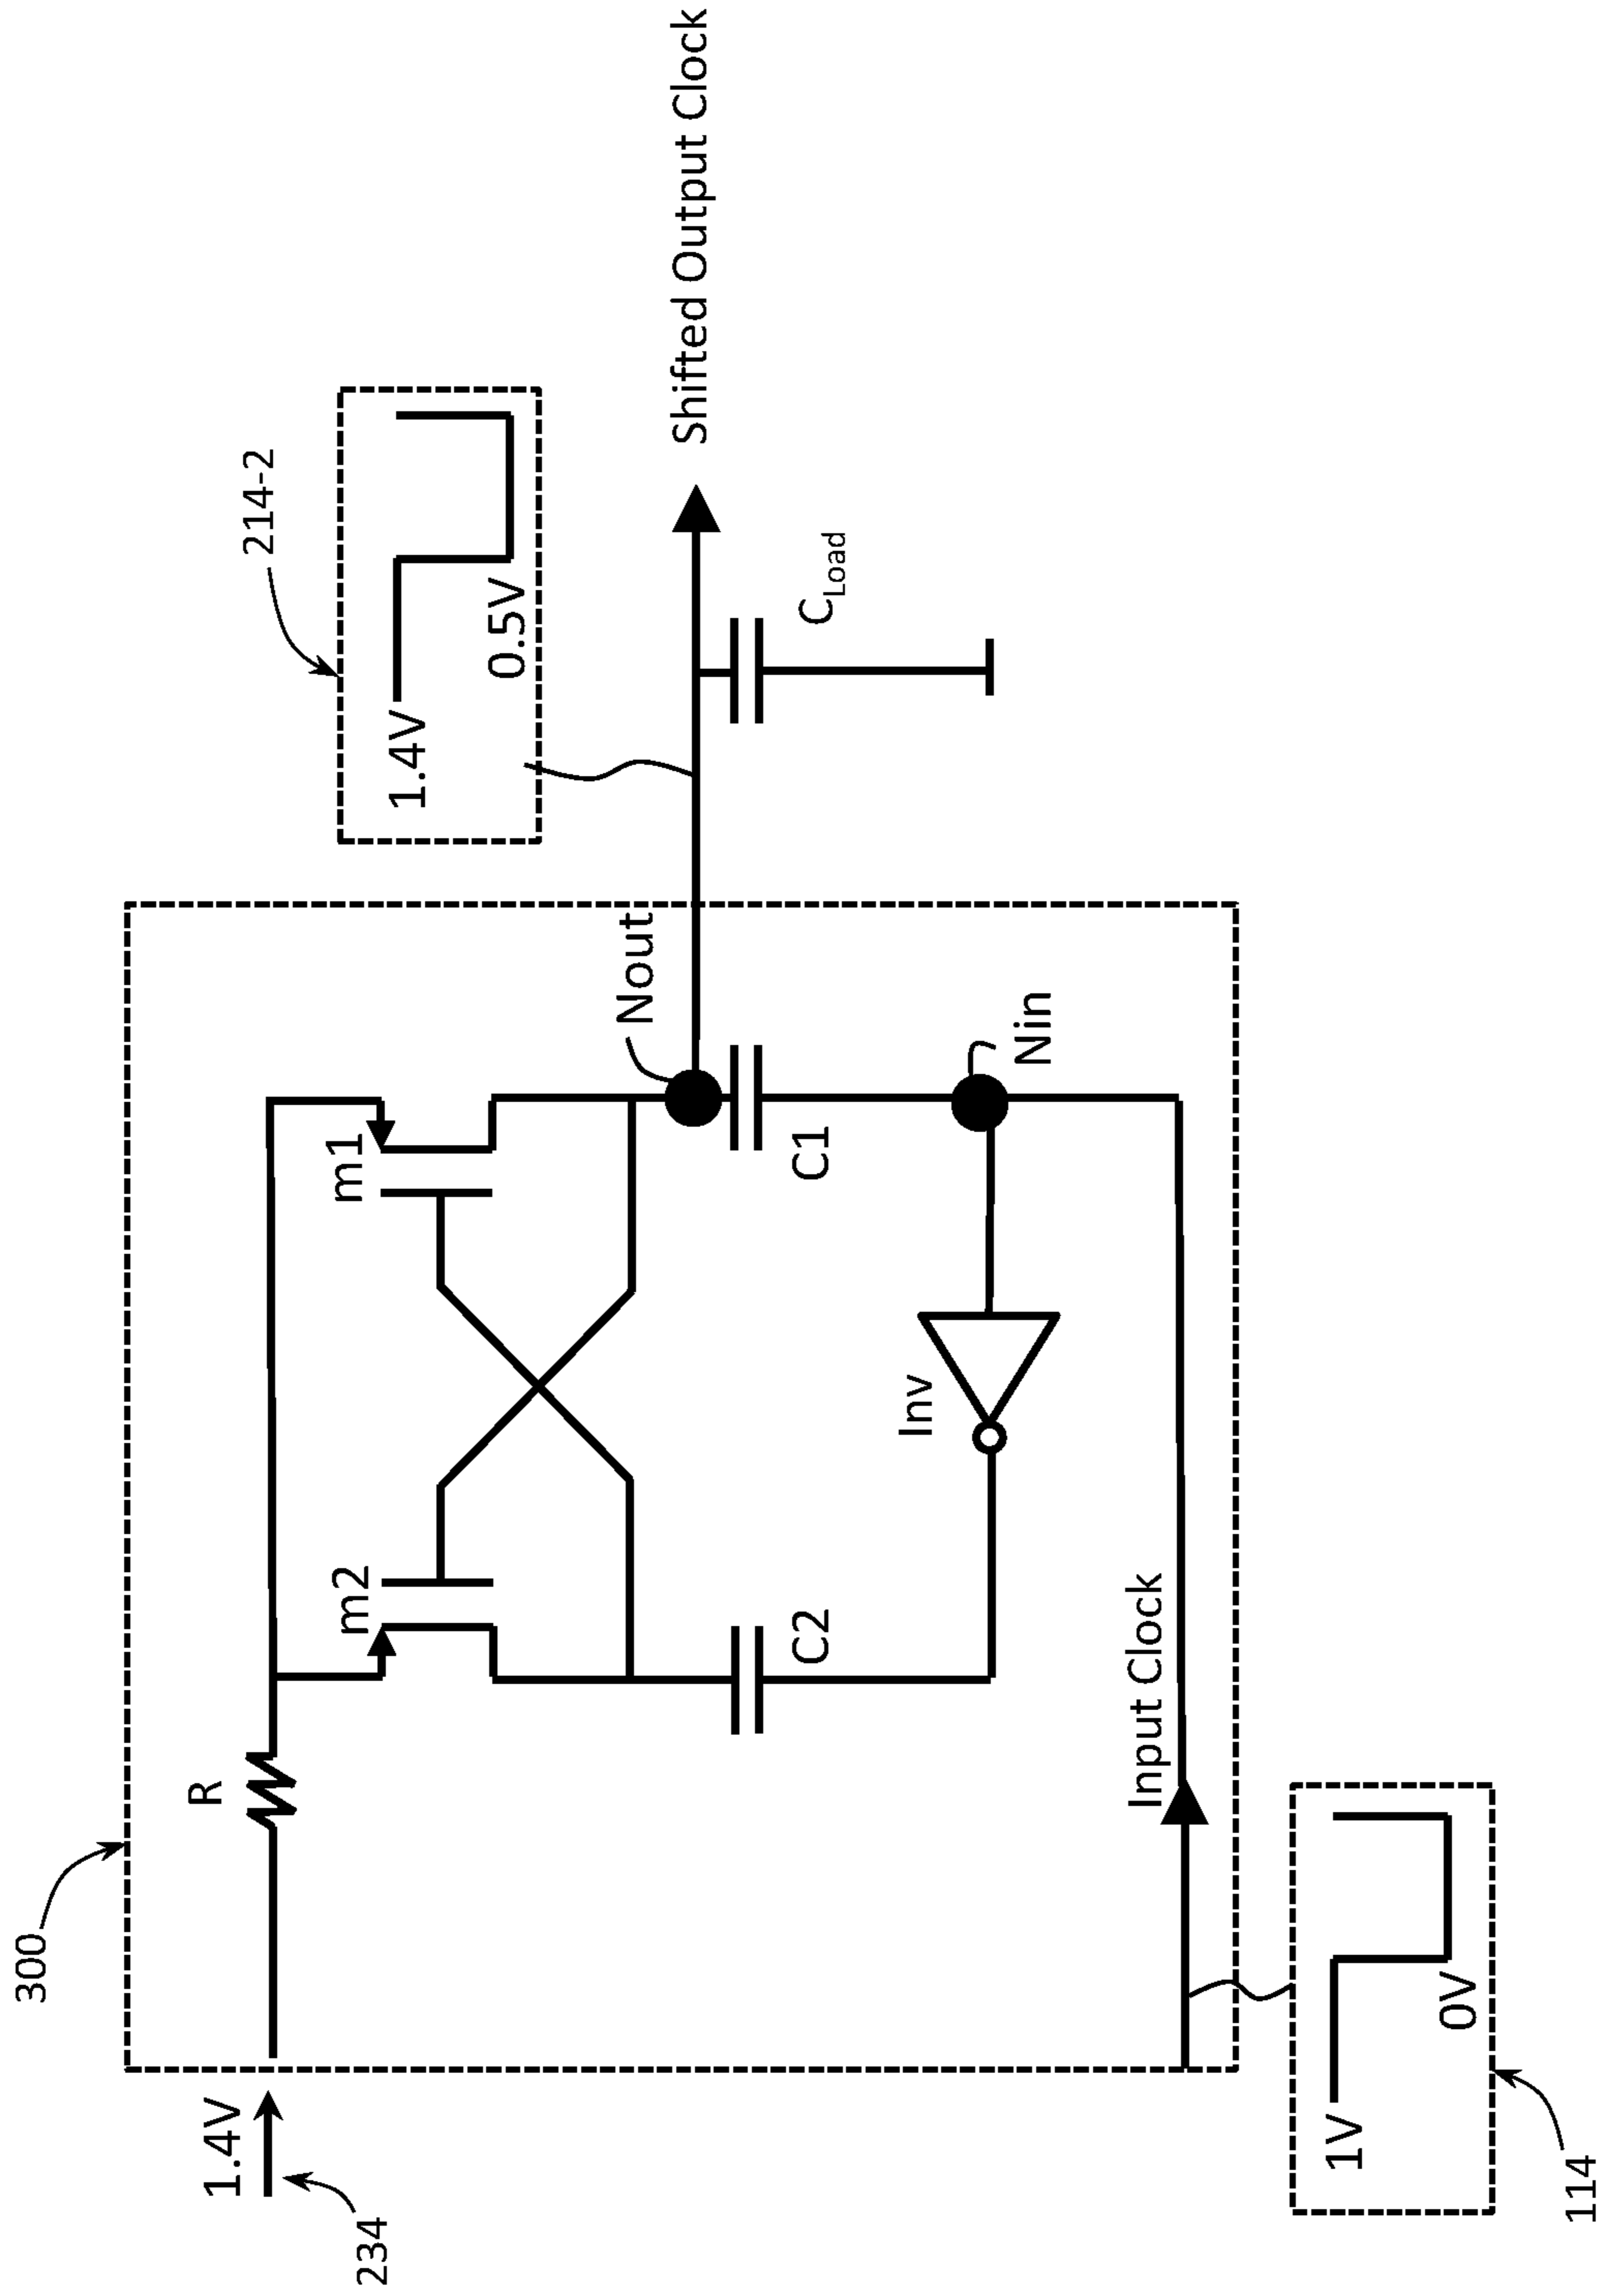 300
234
1.4V
R
m2
m1
C2
C1
Inv
Nout
Nin
Input Clock
1V
0V
114
214-2
1.4V
0.5V
CLoad
Shifted Output Clock